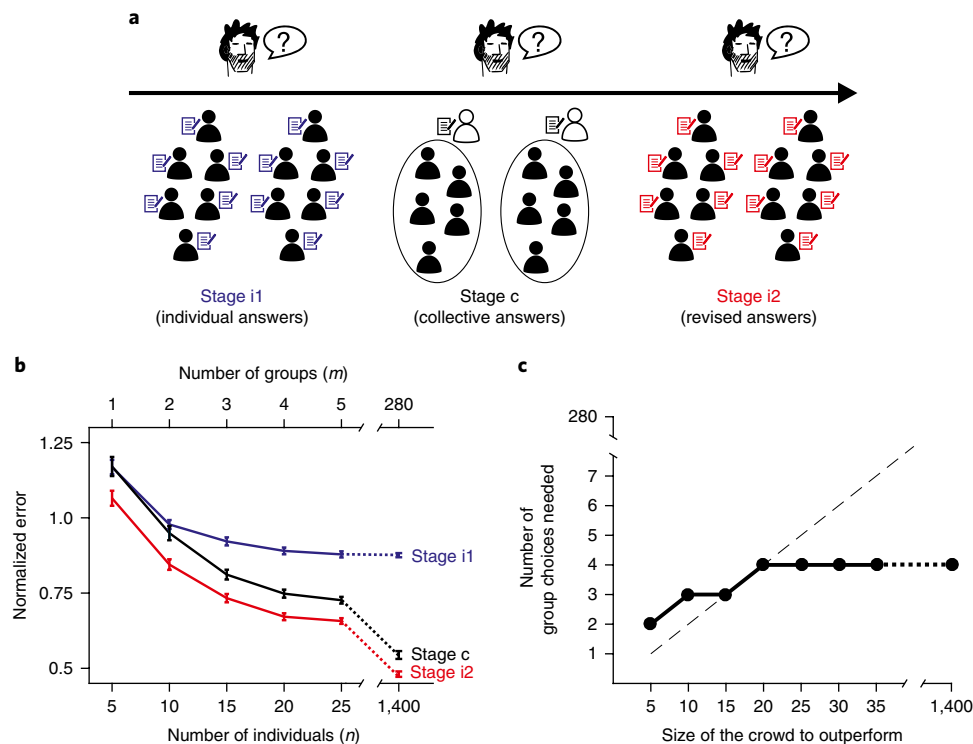 a
? ? ?
Stage i1 Stage c Stage i2
(individual answers) (collective answers) (revised answers)
b
Number of groups (m)
1 2 3 4 5 280
1.25
1.0
0.75
0.5
Normalized error
Stage i1
Stage c
Stage i2
5 10 15 20 25 1,400
Number of individuals (n)
c
280
7
6
5
4
3
2
1
Number of
group choices needed
5 10 15 20 25 30 35 1,400
Size of the crowd to outperform